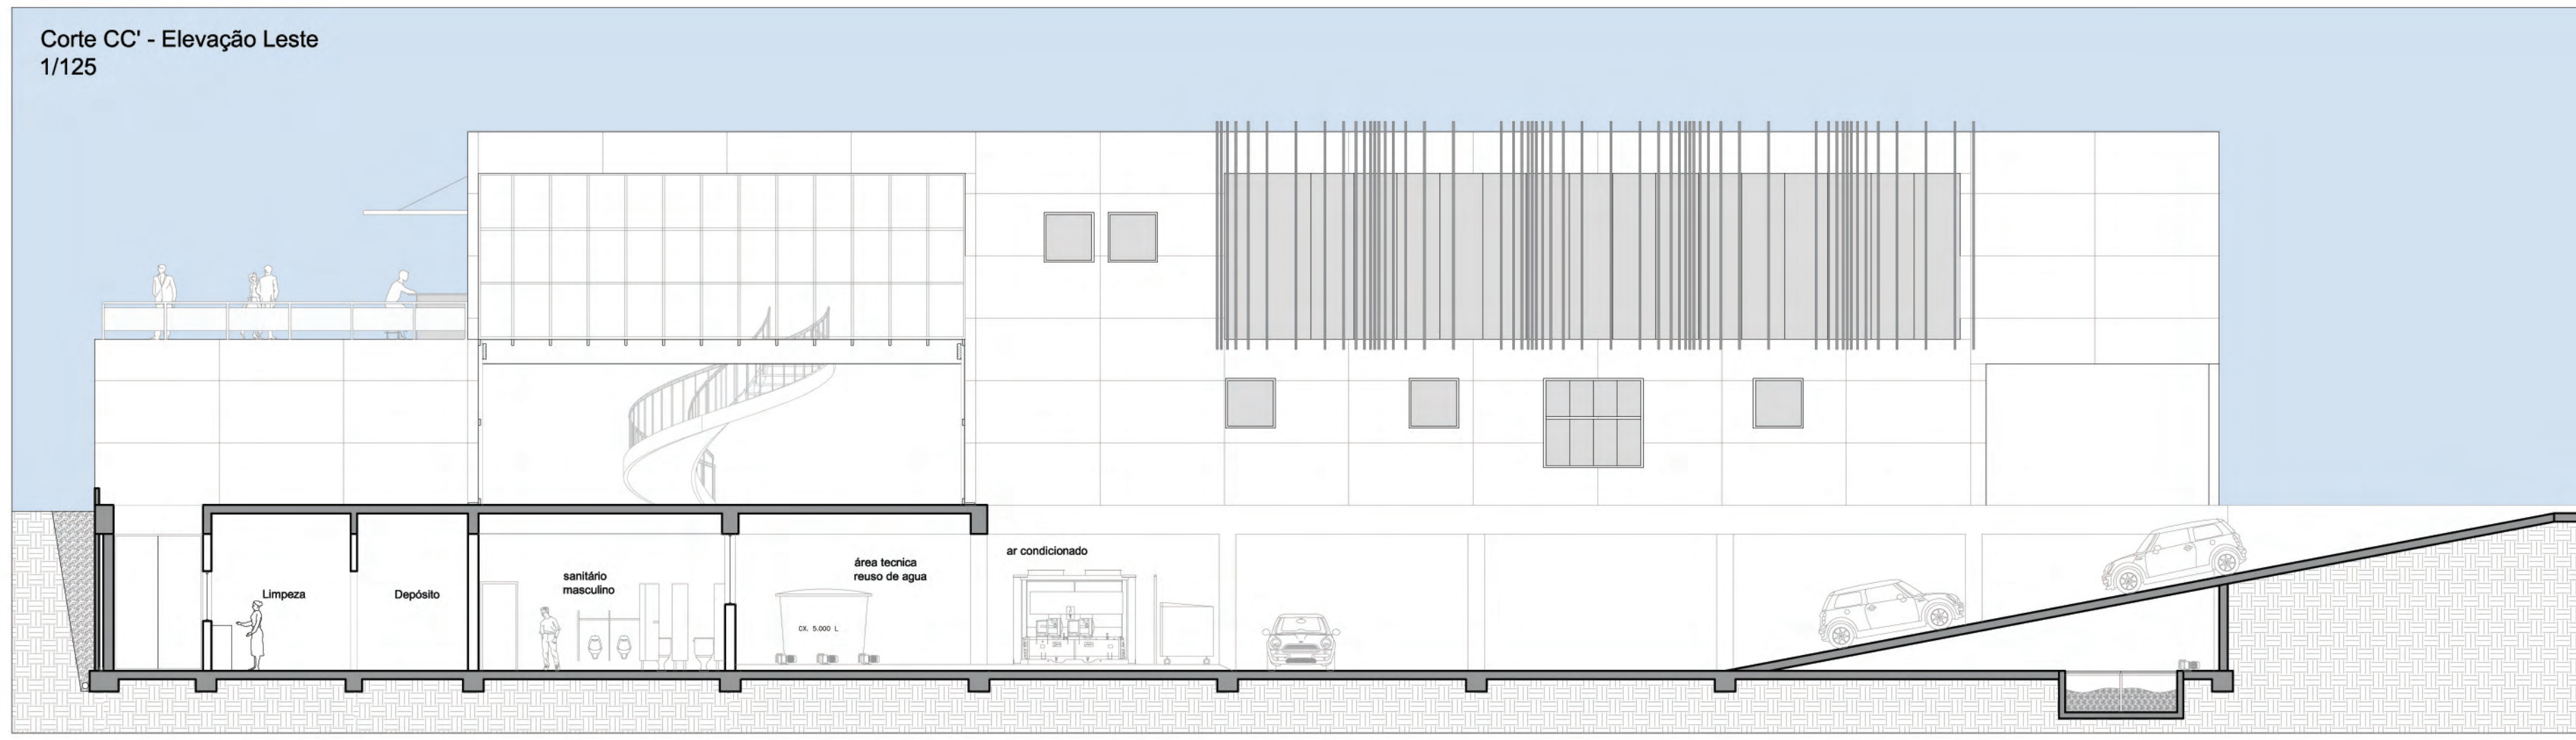 Corte CC' - Elevação Leste
1/125
Limpeza
Depósito
sanitário
masculino
área tecnica
reuso de agua
CX. 5.000 L
ar condicionado